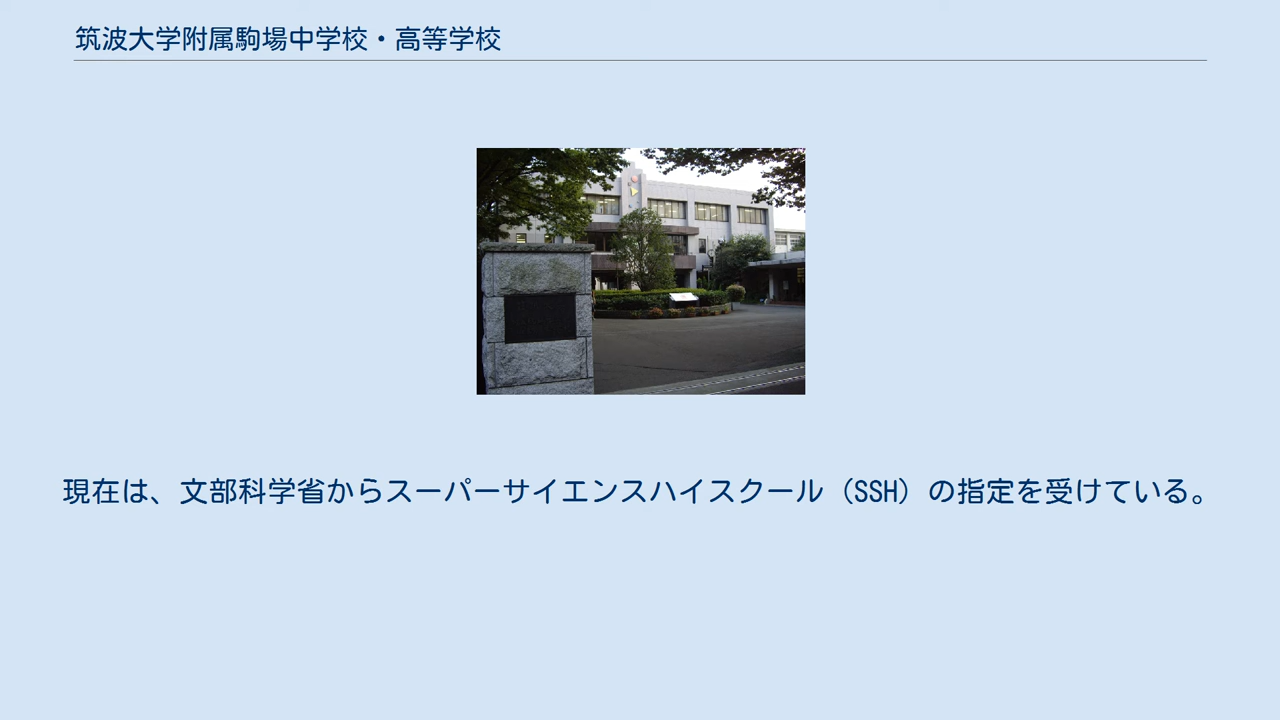 筑波大学附属駒場中学校・高等学校
現在は、文部科学省からスーパーサイエンスハイスクール（SSH）の指定を受けている。